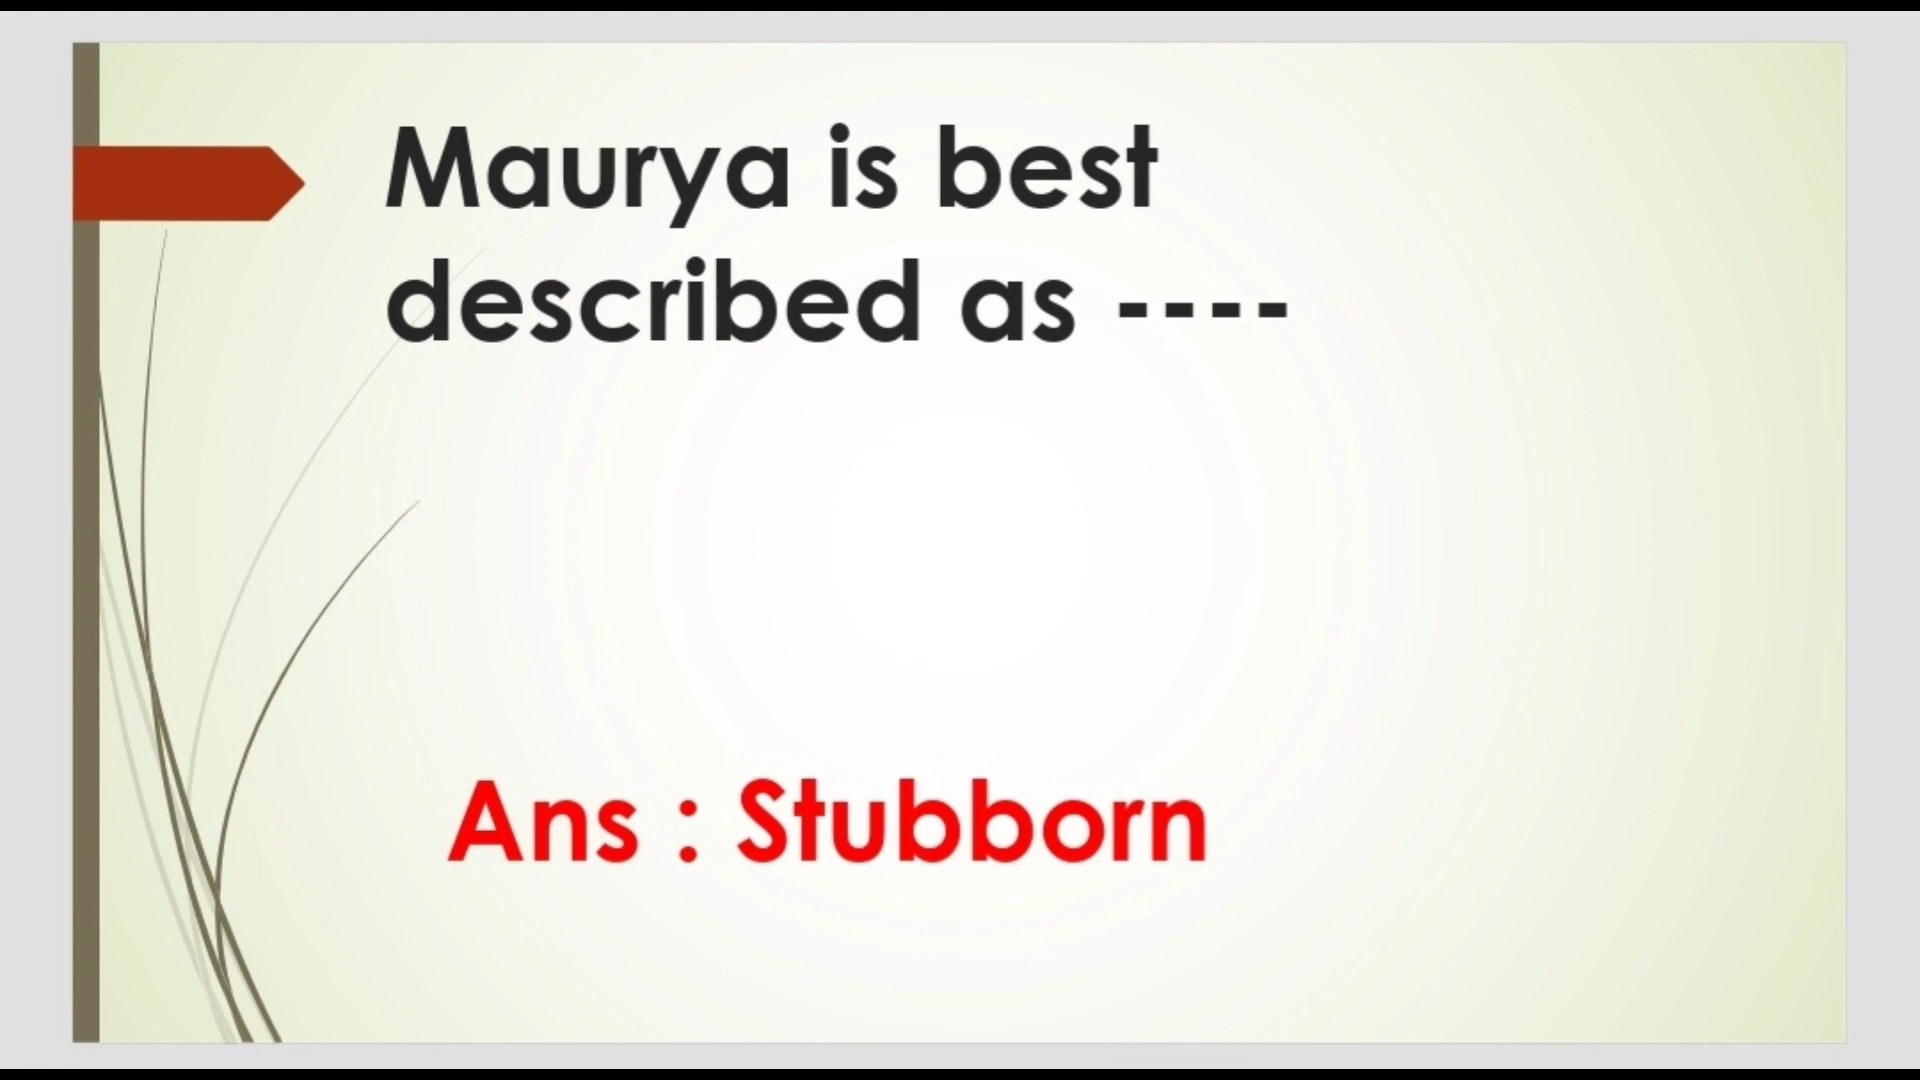 Maurya is best
described as ----
Ans : Stubborn